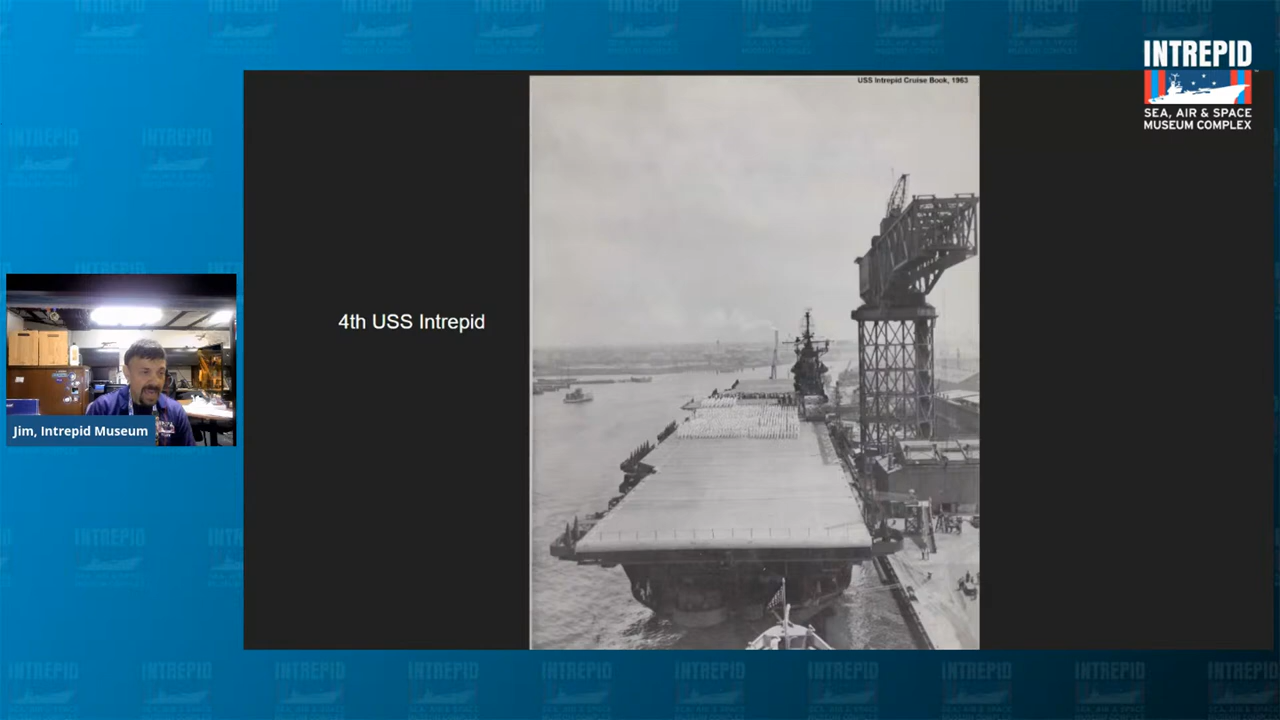 INTREPID
SEA, AIR & SPACE
MUSEUM COMPLEX
USS Intrepid Cruise Book, 1963
4th USS Intrepid
Jim, Intrepid Museum